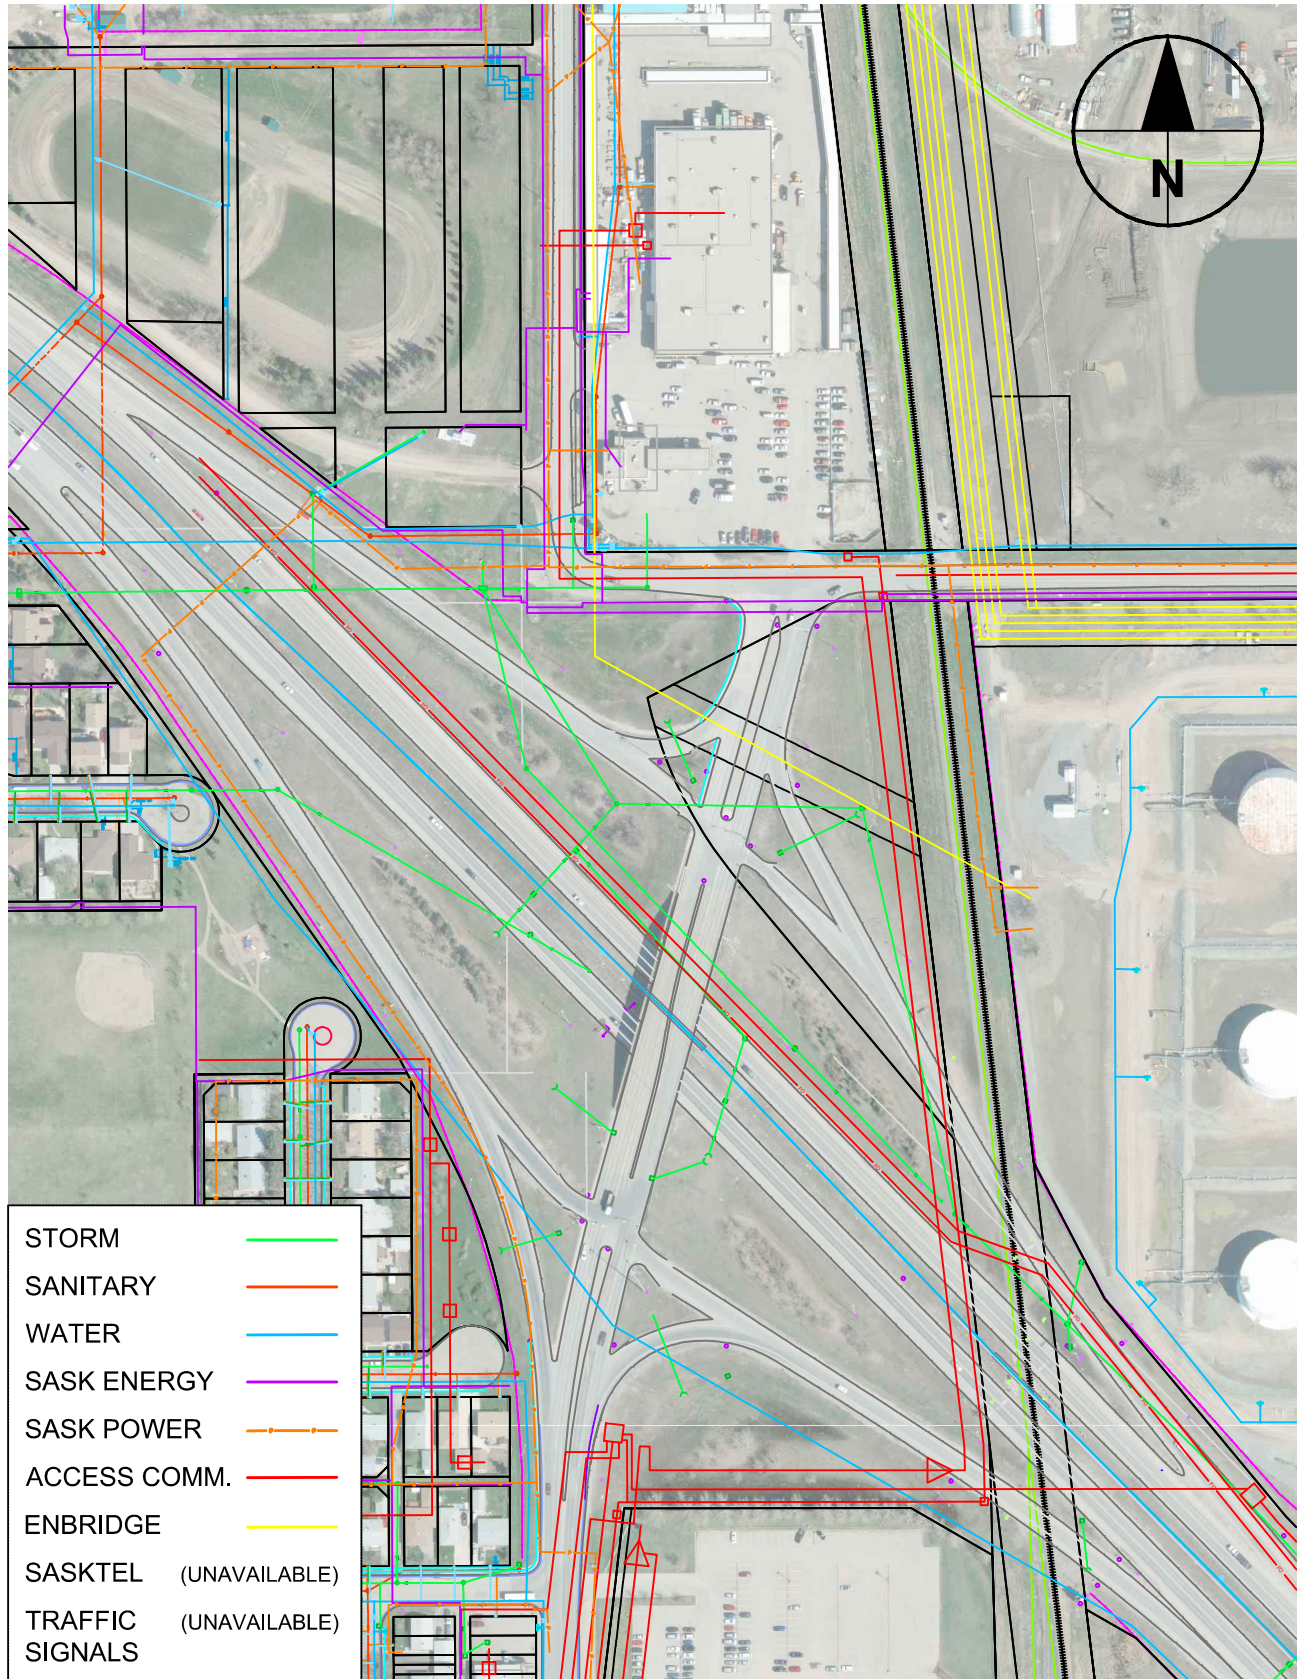 N
STORM
SANITARY
WATER
SASK ENERGY
SASK POWER
ACCESS COMM.
ENBRIDGE
SASKTEL (UNAVAILABLE)
TRAFFIC (UNAVAILABLE)
SIGNALS